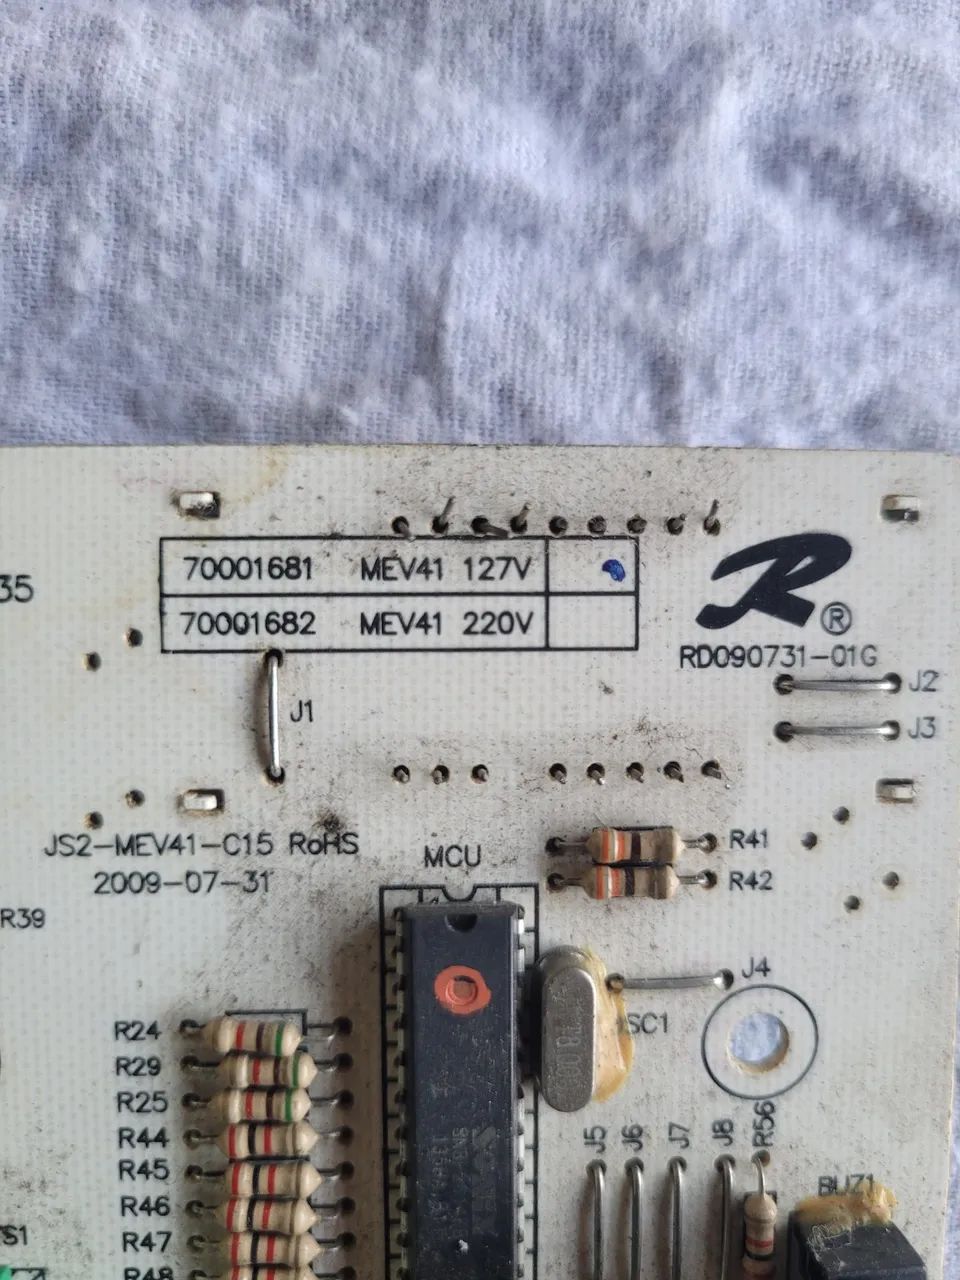 35
70001681 MEV41 127V
70001682 MEV41 220V
R®
RD090731-01G
J2
J1
J3
JS2-MEV41-C15 RoHS
2009-07-31
MCU
R41
R42
R39
J4
SC1
R24
R29
R25
R44
R45
R46
R47
R48
J5
J6
J7
J8
R56
BUZ1
S1